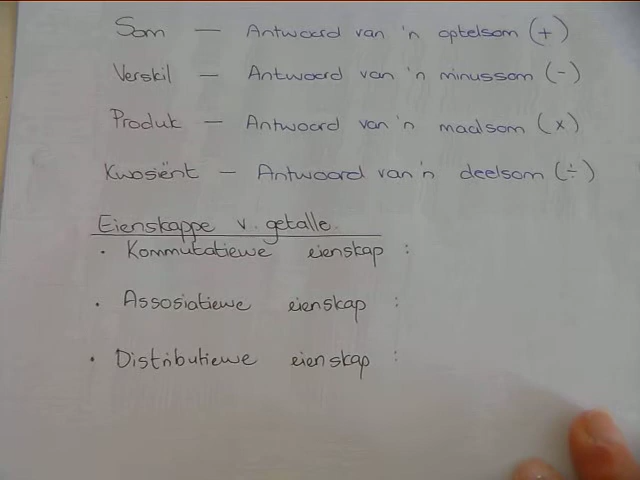 Som — Antwoord van 'n optelsom (+)
Verskil — Antwoord van 'n minussom (-)
Produk — Antwoord van 'n maalsom (x)
Kwosiënt — Antwoord van 'n deelsom (÷)
Eienskappe v. getalle.
• Kommutatiewe eienskap :
• Assosiatiewe eienskap :
• Distributiewe eienskap :